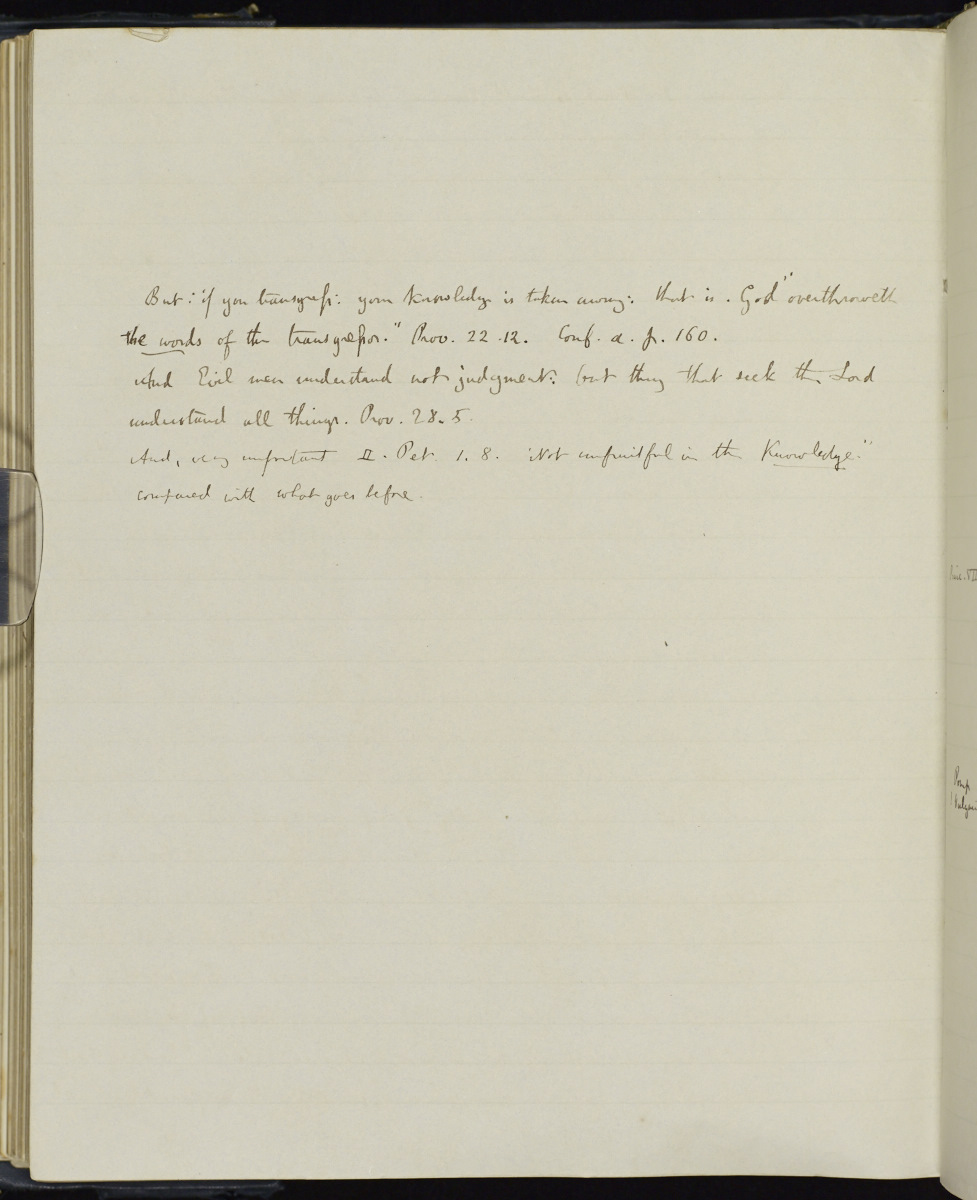 But: "if you transgress: your knowledge is taken away: that is. God "overthroweth
the words of the transgressor." Prov. 22.12. Conf. a. p. 160.
And Evil men understand not judgment: but they that seek the Lord
understand all things. Prov. 28.5.
And, very important II. Pet. 1. 8. Not unfruitful in the Knowledge."
compared with what goes before.